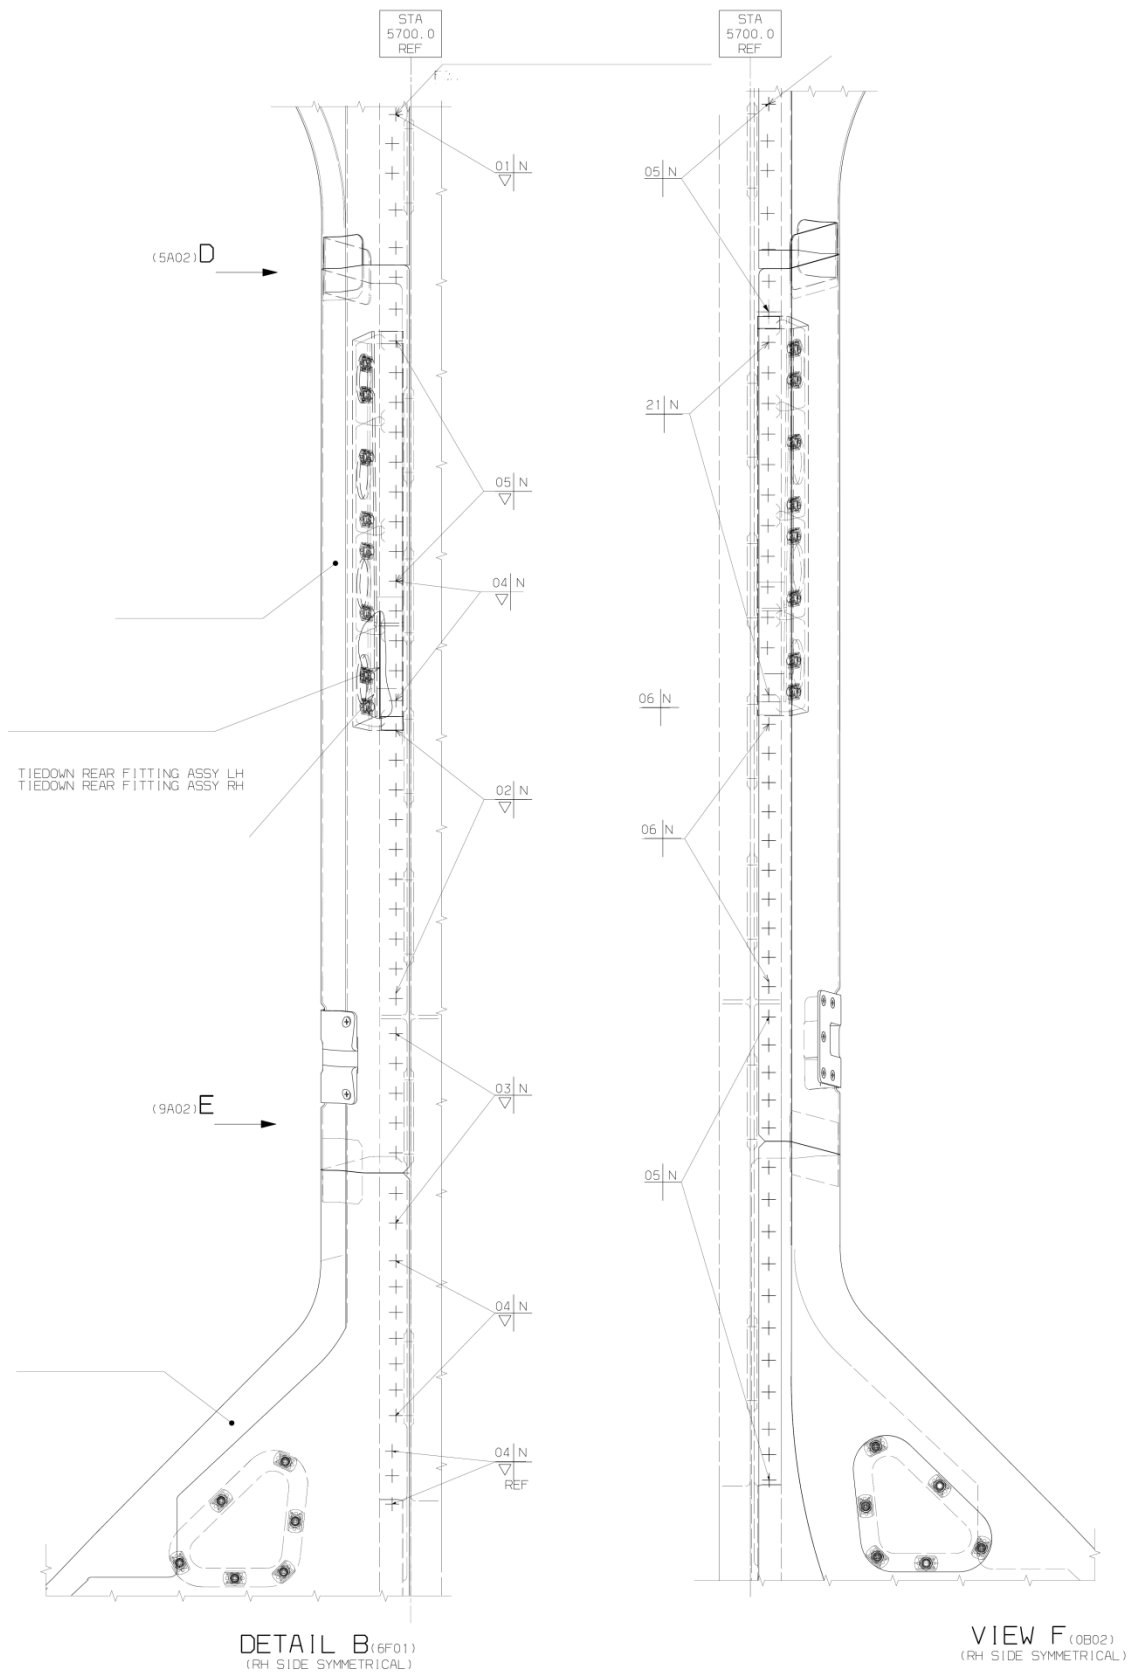 STA
5700.0
REF
STA
5700.0
REF
01 N
05 N
(5A02) D
21 N
05 N
04 N
06 N
TIEDOWN REAR FITTING ASSY LH
TIEDOWN REAR FITTING ASSY RH
02 N
06 N
03 N
(9A02) E
05 N
04 N
04 N
REF
DETAIL B (6F01)
(RH SIDE SYMMETRICAL)
VIEW F (0B02)
(RH SIDE SYMMETRICAL)